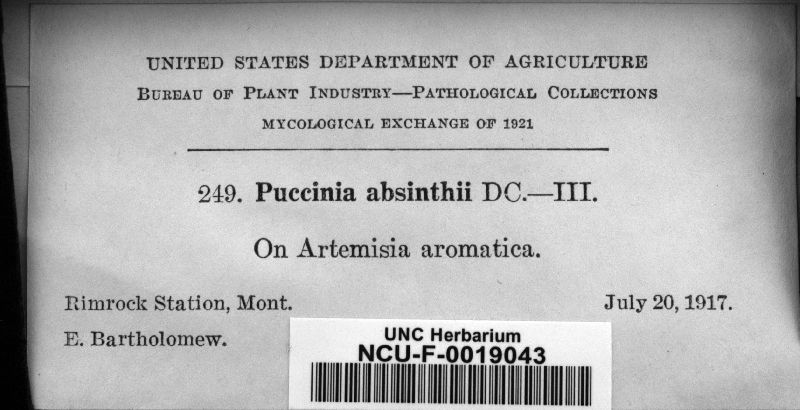 UNITED STATES DEPARTMENT OF AGRICULTURE
BUREAU OF PLANT INDUSTRY—PATHOLOGICAL COLLECTIONS
MYCOLOGICAL EXCHANGE OF 1921
249. Puccinia absinthii DC.—III.
On Artemisia aromatica.
Rimrock Station, Mont. July 20, 1917.
E. Bartholomew.
UNC Herbarium
NCU-F-0019043